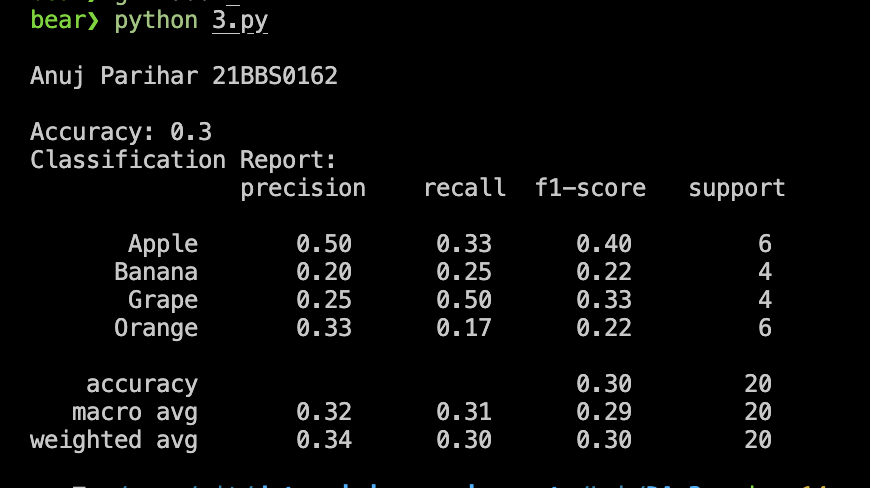 bear❯ python 3.py
Anuj Parihar 21BBS0162
Accuracy: 0.3
Classification Report:
precision recall f1-score support
Apple 0.50 0.33 0.40 6
Banana 0.20 0.25 0.22 4
Grape 0.25 0.50 0.33 4
Orange 0.33 0.17 0.22 6
accuracy 0.30 20
macro avg 0.32 0.31 0.29 20
weighted avg 0.34 0.30 0.30 20